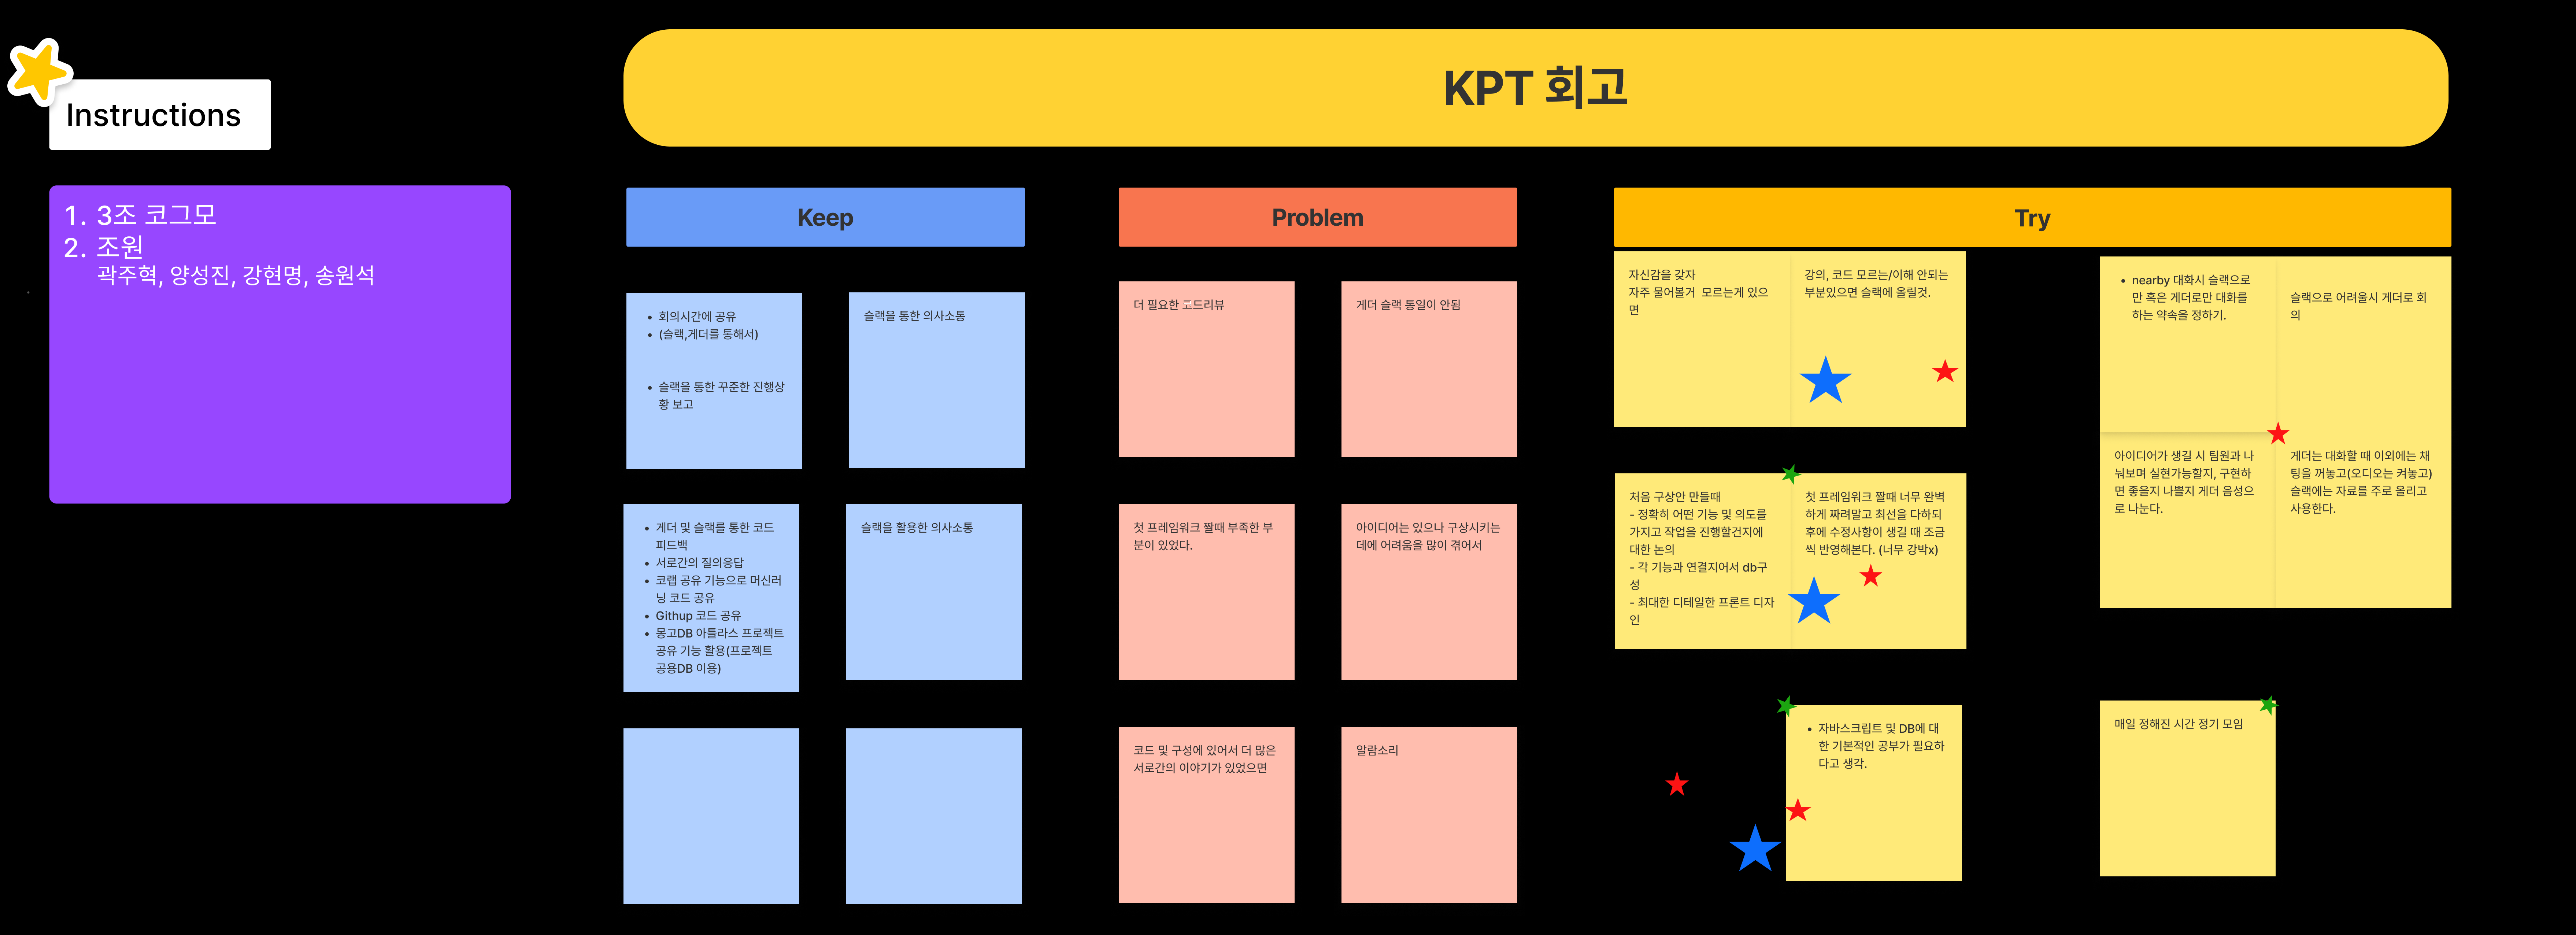 Instructions
KPT 회고
1. 3조 코그모
2. 조원
곽주혁, 양성진, 강현명, 송원석
Keep
• 회의시간에 공유
• (슬랙,게더를 통해서)
• 슬랙을 통한 꾸준한 진행상
황 보고
슬랙을 통한 의사소통
• 게더 및 슬랙를 통한 코드
피드백
• 서로간의 질의응답
• 코랩 공유 기능으로 머신러
닝 코드 공유
• Githup 코드 공유
• 몽고DB 아틀라스 프로젝트
공유 기능 활용(프로젝트
공용DB 이용)
슬랙을 활용한 의사소통
Problem
더 필요한 고드리뷰
게더 슬랙 통일이 안됨
첫 프레임워크 짤때 부족한 부
분이 있었다.
아이디어는 있으나 구상시키는
데에 어려움을 많이 겪어서
코드 및 구성에 있어서 더 많은
서로간의 이야기가 있었으면
알람소리
Try
자신감을 갖자
자주 물어볼거 모르는게 있으
면
강의, 코드 모르는/이해 안되는
부분있으면 슬랙에 올릴것.
• nearby 대화시 슬랙으로
만 혹은 게더로만 대화를
하는 약속을 정하기.
슬랙으로 어려울시 게더로 회
의
아이디어가 생길 시 팀원과 나
눠보며 실현가능할지, 구현하
면 좋을지 나쁠지 게더 음성으
로 나눈다.
게더는 대화할 때 이외에는 채
팅을 꺼놓고(오디오는 켜놓고)
슬랙에는 자료를 주로 올리고
사용한다.
처음 구상안 만들때
- 정확히 어떤 기능 및 의도를
가지고 작업을 진행할건지에
대한 논의
- 각 기능과 연결지어서 db구
성
- 최대한 디테일한 프론트 디자
인
첫 프레임워크 짤때 너무 완벽
하게 짜려말고 최선을 다하되
후에 수정사항이 생길 때 조금
씩 반영해본다. (너무 강박x)
• 자바스크립트 및 DB에 대
한 기본적인 공부가 필요하
다고 생각.
매일 정해진 시간 정기 모임